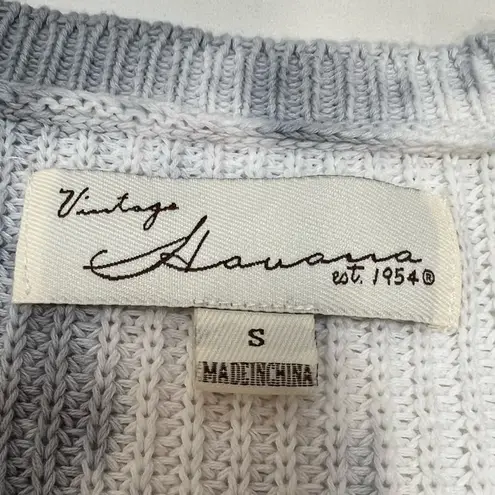 Vintage
Havana
est. 1954®
S
MADEINCHINA